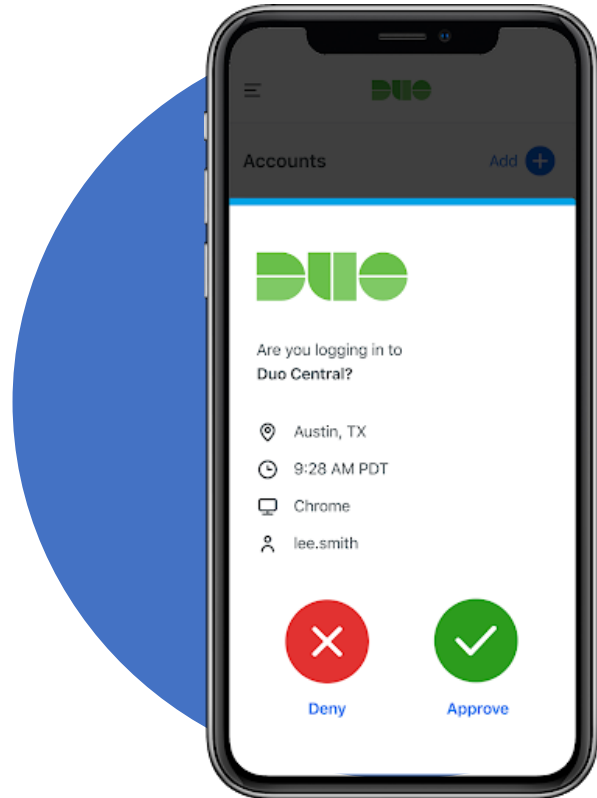 DUO
Accounts
Add
DUO
Are you logging in to
Duo Central?
Austin, TX
9:28 AM PDT
Chrome
lee.smith
Deny
Approve